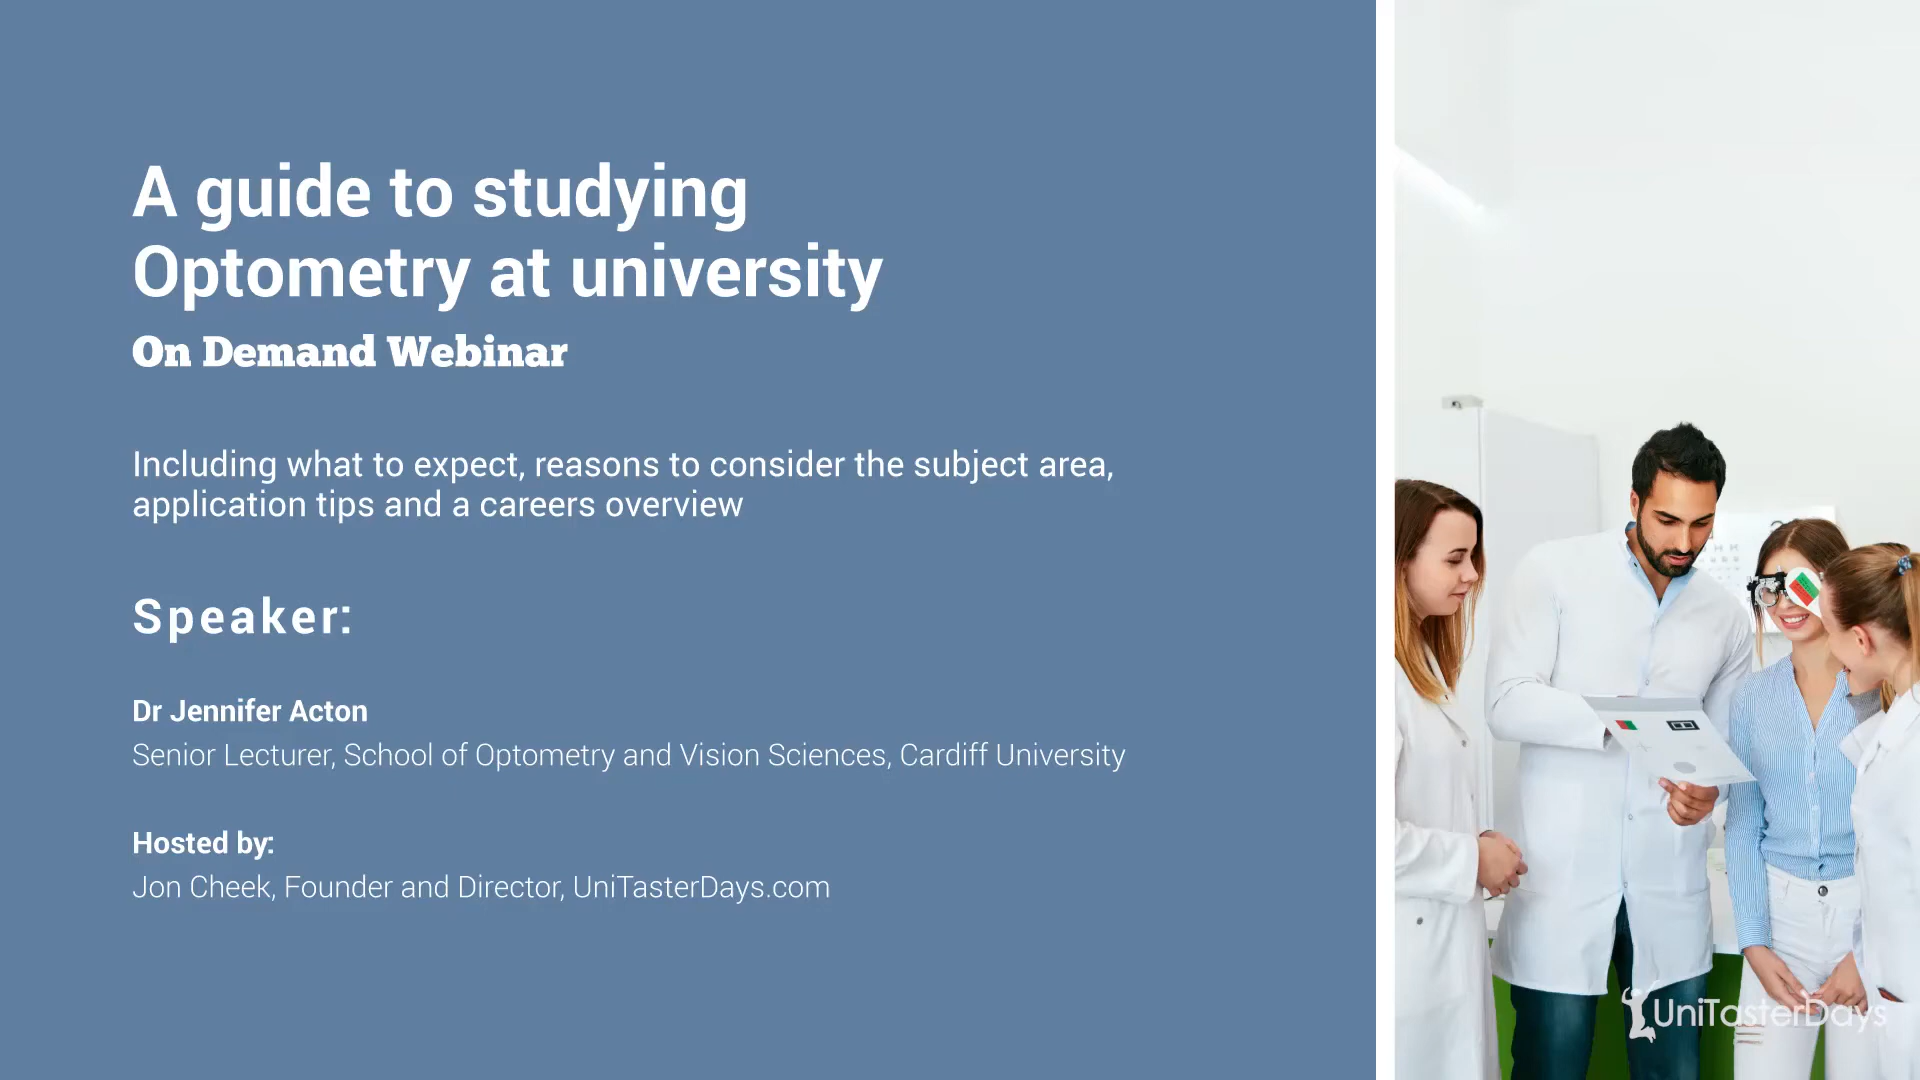 A guide to studying
Optometry at university
On Demand Webinar
Including what to expect, reasons to consider the subject area,
application tips and a careers overview
Speaker:
Dr Jennifer Acton
Senior Lecturer, School of Optometry and Vision Sciences, Cardiff University
Hosted by:
Jon Cheek, Founder and Director, UniTasterDays.com
UniTasterDays